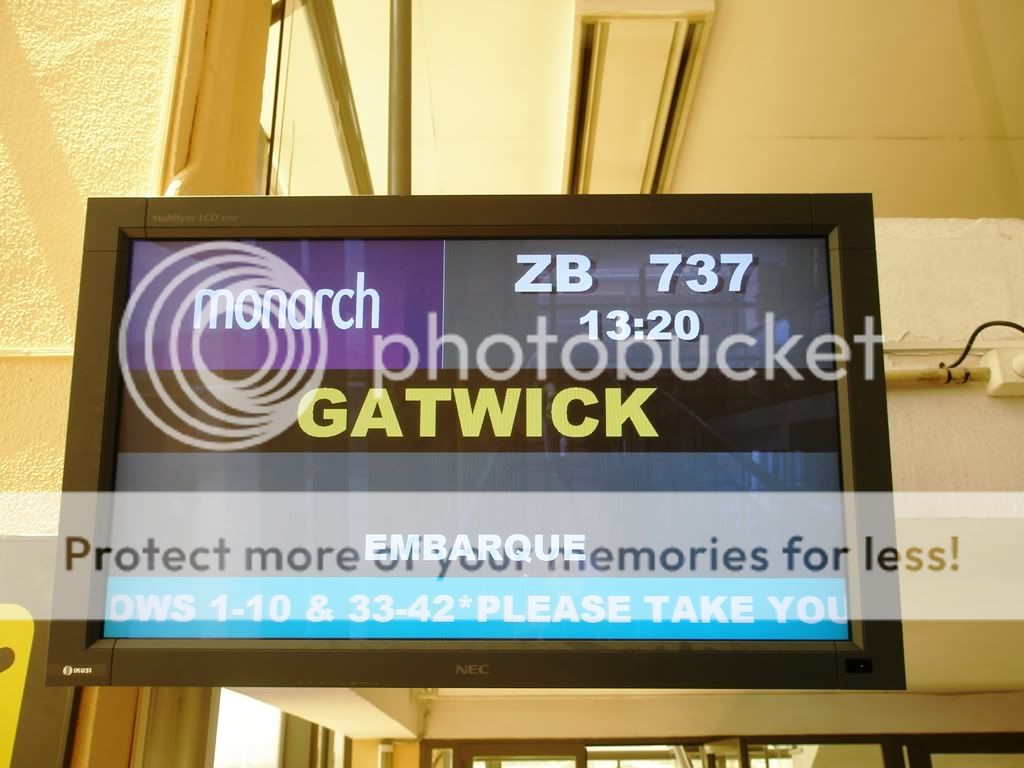 MultiSync LCD
monarch
ZB 737
13:20
photobucket
GATWICK
EMBARQUE
Protect more of your memories for less!
OWS 1-10 & 33-42*PLEASE TAKE YOU
IKUSI
NEC